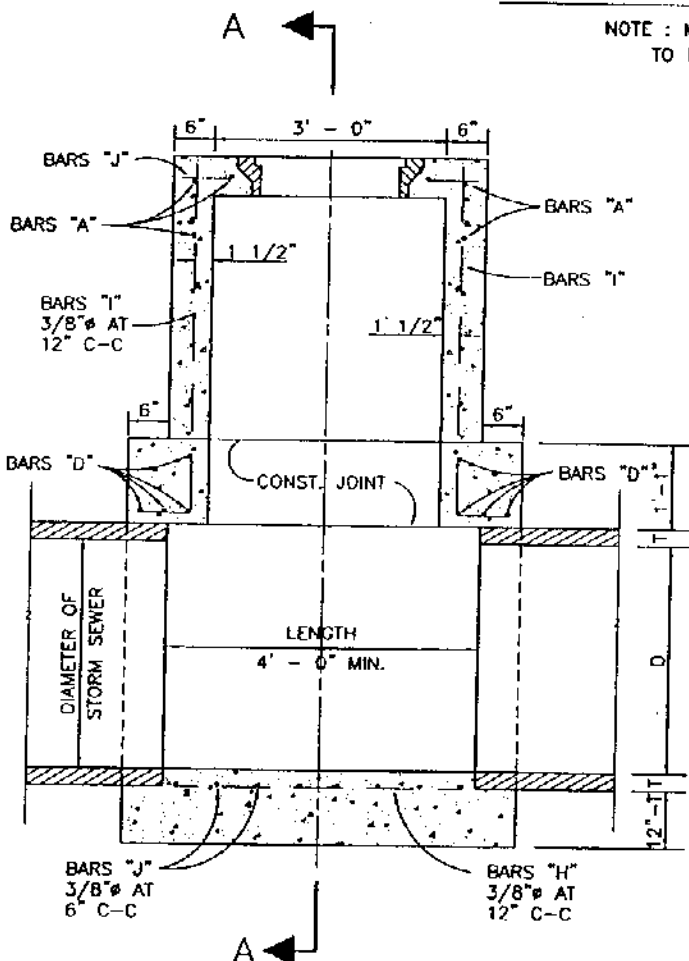 A
NOTE :
TO
6" 3' - 0" 6"
BARS "J"
BARS "A"
BARS "A"
1 1/2"
BARS "I"
BARS "I"
3/8"ø AT
12" C-C
1 1/2"
6" 6"
BARS "D"
CONST. JOINT
BARS "D"
T
DIAMETER OF
STORM SEWER
LENGTH
4' - 0" MIN.
D
T
12"-T
BARS "J"
3/8"ø AT
6" C-C
BARS "H"
3/8"ø AT
12" C-C
A